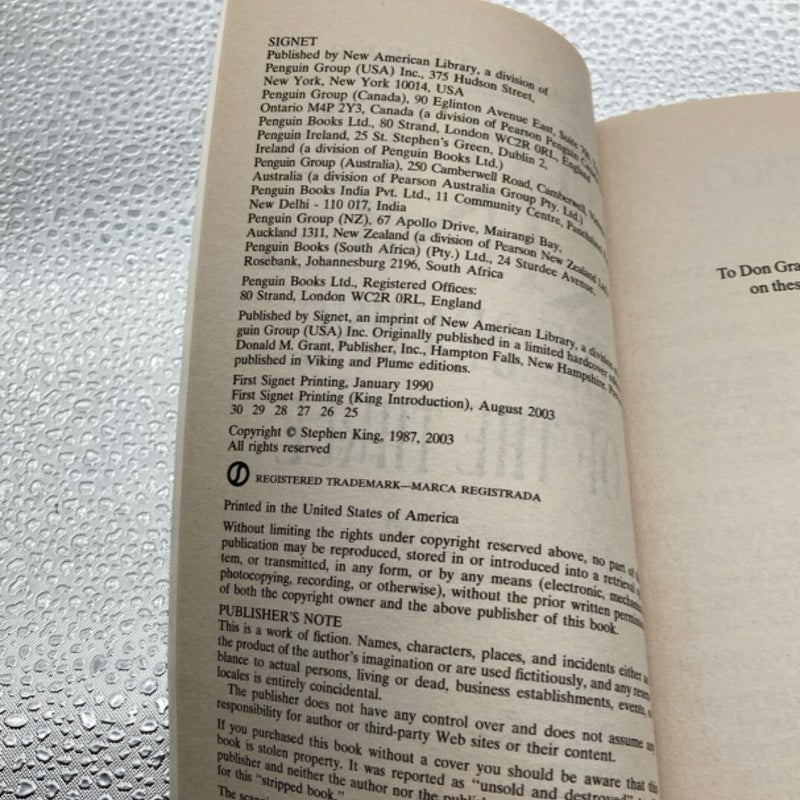 SIGNET
Published by New American Library, a division of
Penguin Group (USA) Inc., 375 Hudson Street,
New York, New York 10014, USA
Penguin Group (Canada), 90 Eglinton Avenue East, Suite
Ontario M4P 2Y3, Canada (a division of Pearson Penguin
Penguin Books Ltd., 80 Strand, London WC2R 0RL, England
Penguin Ireland, 25 St. Stephen's Green, Dublin 2,
Ireland (a division of Penguin Books Ltd.)
Penguin Group (Australia), 250 Camberwell Road, Camberwell,
Australia (a division of Pearson Australia Group Pty. Ltd.)
Penguin Books India Pvt. Ltd., 11 Community Centre,
New Delhi - 110 017, India
Penguin Group (NZ), 67 Apollo Drive, Mairangi Bay,
Auckland 1311, New Zealand (a division of Pearson New Zealand
Penguin Books (South Africa) (Pty.) Ltd., 24 Sturdee Avenue,
Rosebank, Johannesburg 2196, South Africa
Penguin Books Ltd., Registered Offices:
80 Strand, London WC2R 0RL, England
Published by Signet, an imprint of New American Library, a division
guin Group (USA) Inc. Originally published in a limited hardcover
Donald M. Grant, Publisher, Inc., Hampton Falls, New Hampshire.
published in Viking and Plume editions.
First Signet Printing, January 1990
First Signet Printing (King Introduction), August 2003
30 29 28 27 26 25
Copyright © Stephen King, 1987, 2003
All rights reserved
REGISTERED TRADEMARK—MARCA REGISTRADA
Printed in the United States of America
Without limiting the rights under copyright reserved above, no part
publication may be reproduced, stored in or introduced into a retrieval
tem, or transmitted, in any form, or by any means (electronic,
photocopying, recording, or otherwise), without the prior written
of both the copyright owner and the above publisher of this book.
PUBLISHER'S NOTE
This is a work of fiction. Names, characters, places, and incidents either
the product of the author's imagination or are used fictitiously, and any
blance to actual persons, living or dead, business establishments, events,
locales is entirely coincidental.
The publisher does not have any control over and does not assume
responsibility for author or third-party Web sites or their content.
If you purchased this book without a cover you should be aware that
book is stolen property. It was reported as "unsold and destroyed"
publisher and neither the author nor the
for this "stripped book."
The
To Don
on